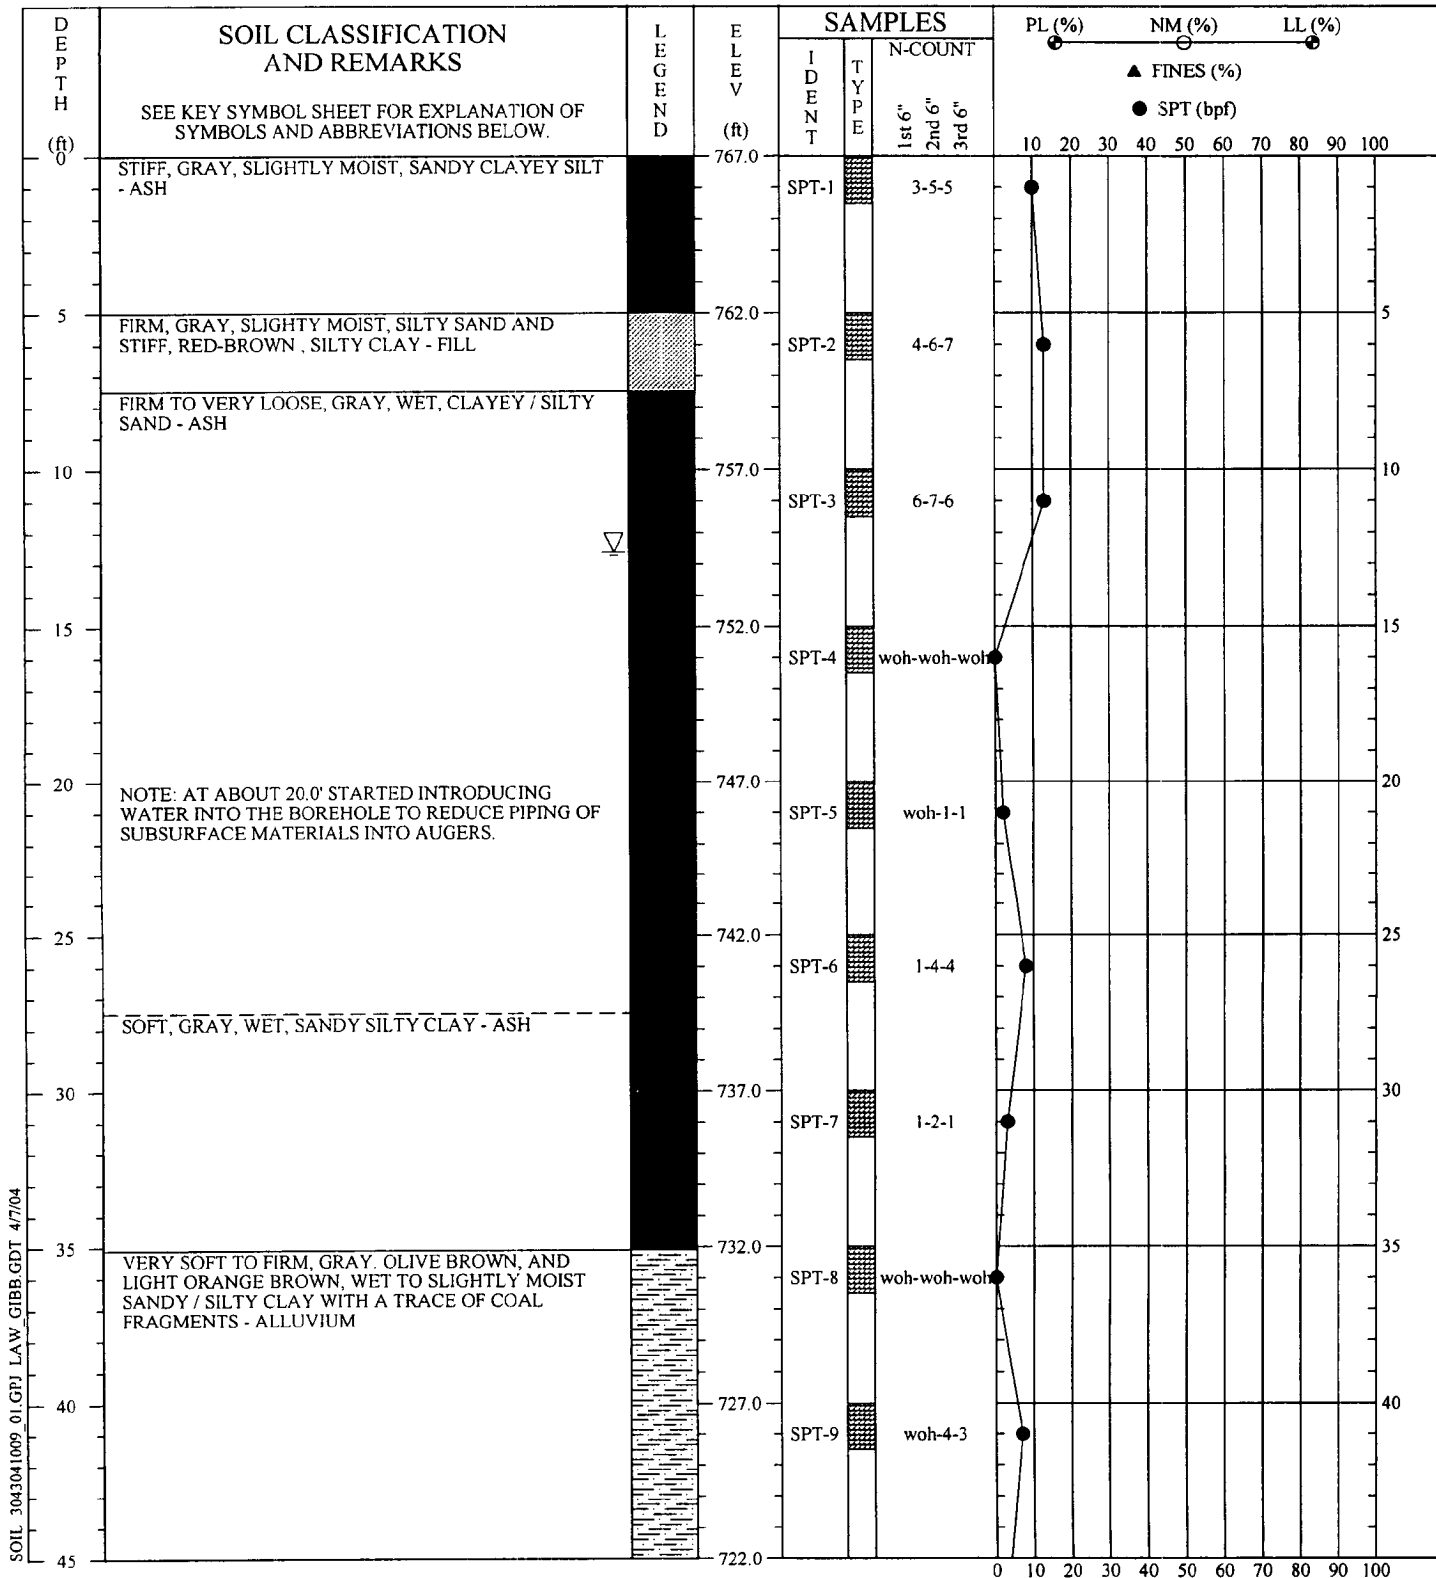 DEPTH (ft)
SOIL CLASSIFICATION
AND REMARKS
SEE KEY SYMBOL SHEET FOR EXPLANATION OF
SYMBOLS AND ABBREVIATIONS BELOW.
LEGEND
ELEV (ft)
SAMPLES
IDENT
TYPE
N-COUNT
1st 6"
2nd 6"
3rd 6"
PL (%) NM (%) LL (%)
▲ FINES (%)
● SPT (bpf)
10 20 30 40 50 60 70 80 90 100
0 767.0
STIFF, GRAY, SLIGHTLY MOIST, SANDY CLAYEY SILT
- ASH
SPT-1 3-5-5
5 762.0 5
FIRM, GRAY, SLIGHTY MOIST, SILTY SAND AND
STIFF, RED-BROWN , SILTY CLAY - FILL
SPT-2 4-6-7
FIRM TO VERY LOOSE, GRAY, WET, CLAYEY / SILTY
SAND - ASH
10 757.0 10
SPT-3 6-7-6
15 752.0 15
SPT-4 woh-woh-woh
20 747.0 20
NOTE: AT ABOUT 20.0' STARTED INTRODUCING
WATER INTO THE BOREHOLE TO REDUCE PIPING OF
SUBSURFACE MATERIALS INTO AUGERS.
SPT-5 woh-1-1
25 742.0 25
SPT-6 1-4-4
SOFT, GRAY, WET, SANDY SILTY CLAY - ASH
30 737.0 30
SPT-7 1-2-1
35 732.0 35
VERY SOFT TO FIRM, GRAY. OLIVE BROWN, AND
LIGHT ORANGE BROWN, WET TO SLIGHTLY MOIST
SANDY / SILTY CLAY WITH A TRACE OF COAL
FRAGMENTS - ALLUVIUM
SPT-8 woh-woh-woh
40 727.0 40
SPT-9 woh-4-3
45 722.0
0 10 20 30 40 50 60 70 80 90 100
SOIL 3043041009_01.GPJ LAW_GIBB.GDT 4/7/04